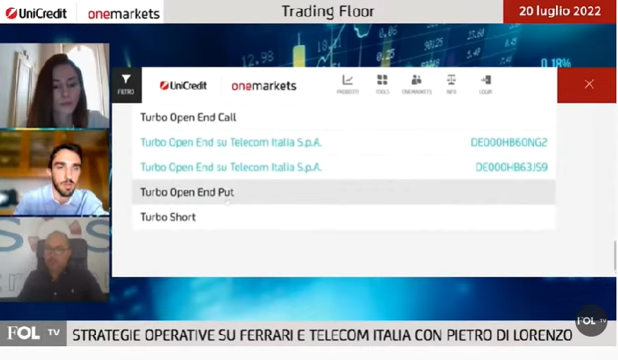 UniCredit onemarkets
Trading Floor
20 luglio 2022
12.98
0.18%
FILTRO
UniCredit onemarkets
PRODOTTI TOOLS ONEMARKETS INFO LOGIN
Turbo Open End Call
Turbo Open End su Telecom Italia S.p.A. DE000HB60NG2
Turbo Open End su Telecom Italia S.p.A. DE000HB63JS9
Turbo Open End Put
Turbo Short
FOL TV
FOL TV STRATEGIE OPERATIVE SU FERRARI E TELECOM ITALIA CON PIETRO DI LORENZO